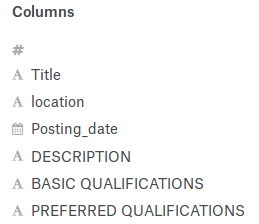 Columns
#
A Title
A location
Posting_date
A DESCRIPTION
A BASIC QUALIFICATIONS
A PREFERRED QUALIFICATIONS